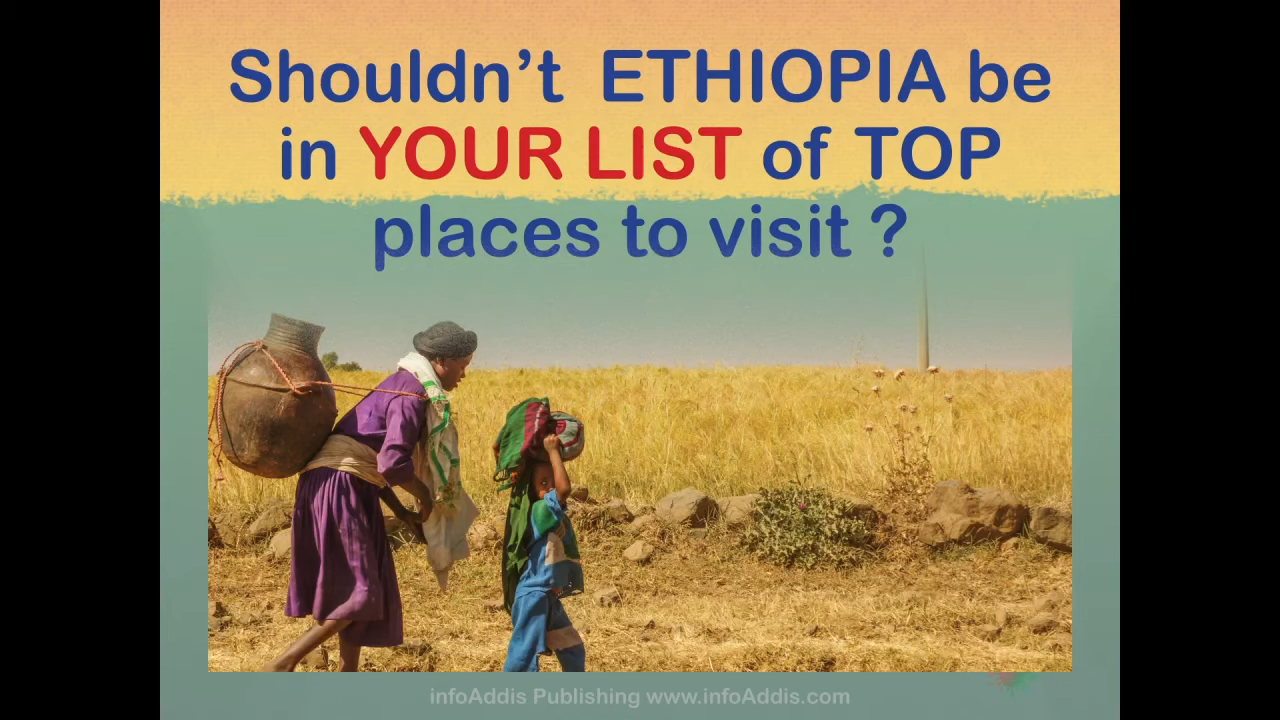 Shouldn’t ETHIOPIA be
in YOUR LIST of TOP
places to visit ?
infoAddis Publishing www.infoAddis.com